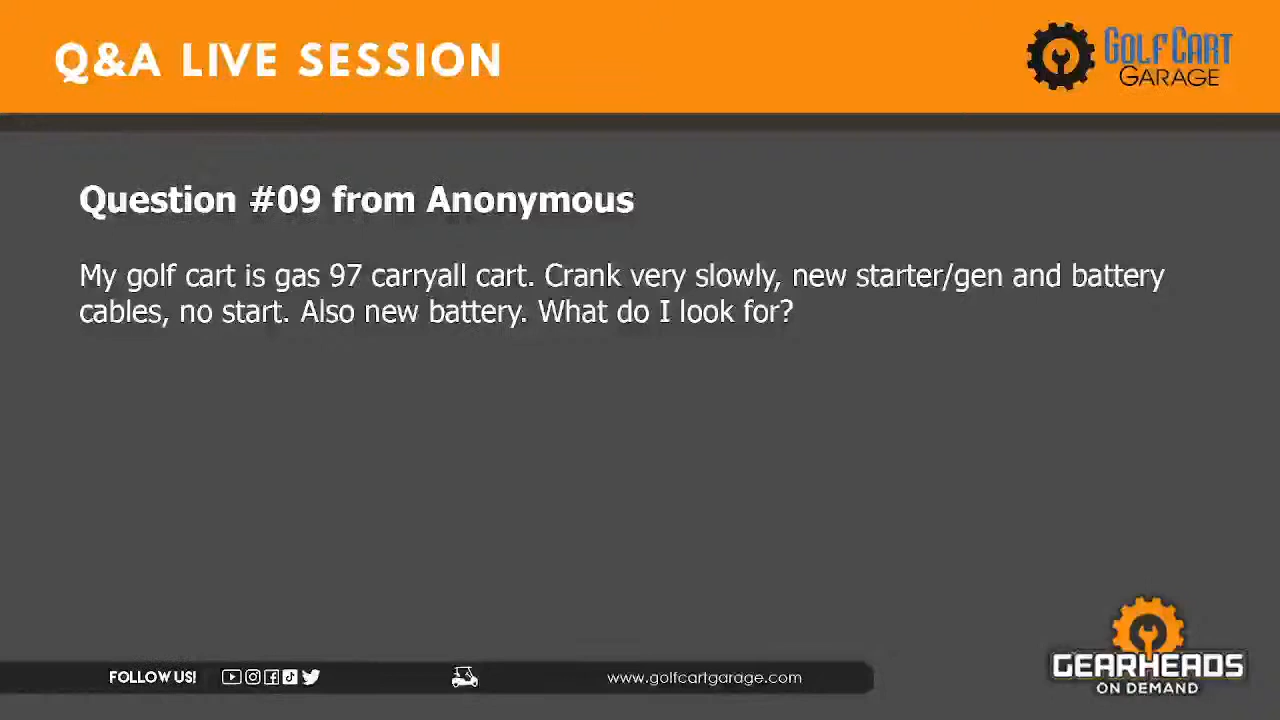 Q&A LIVE SESSION
GOLF CART
GARAGE
Question #09 from Anonymous
My golf cart is gas 97 carryall cart. Crank very slowly, new starter/gen and battery
cables, no start. Also new battery. What do I look for?
FOLLOW US!
www.golfcartgarage.com
GEARHEADS
ON DEMAND